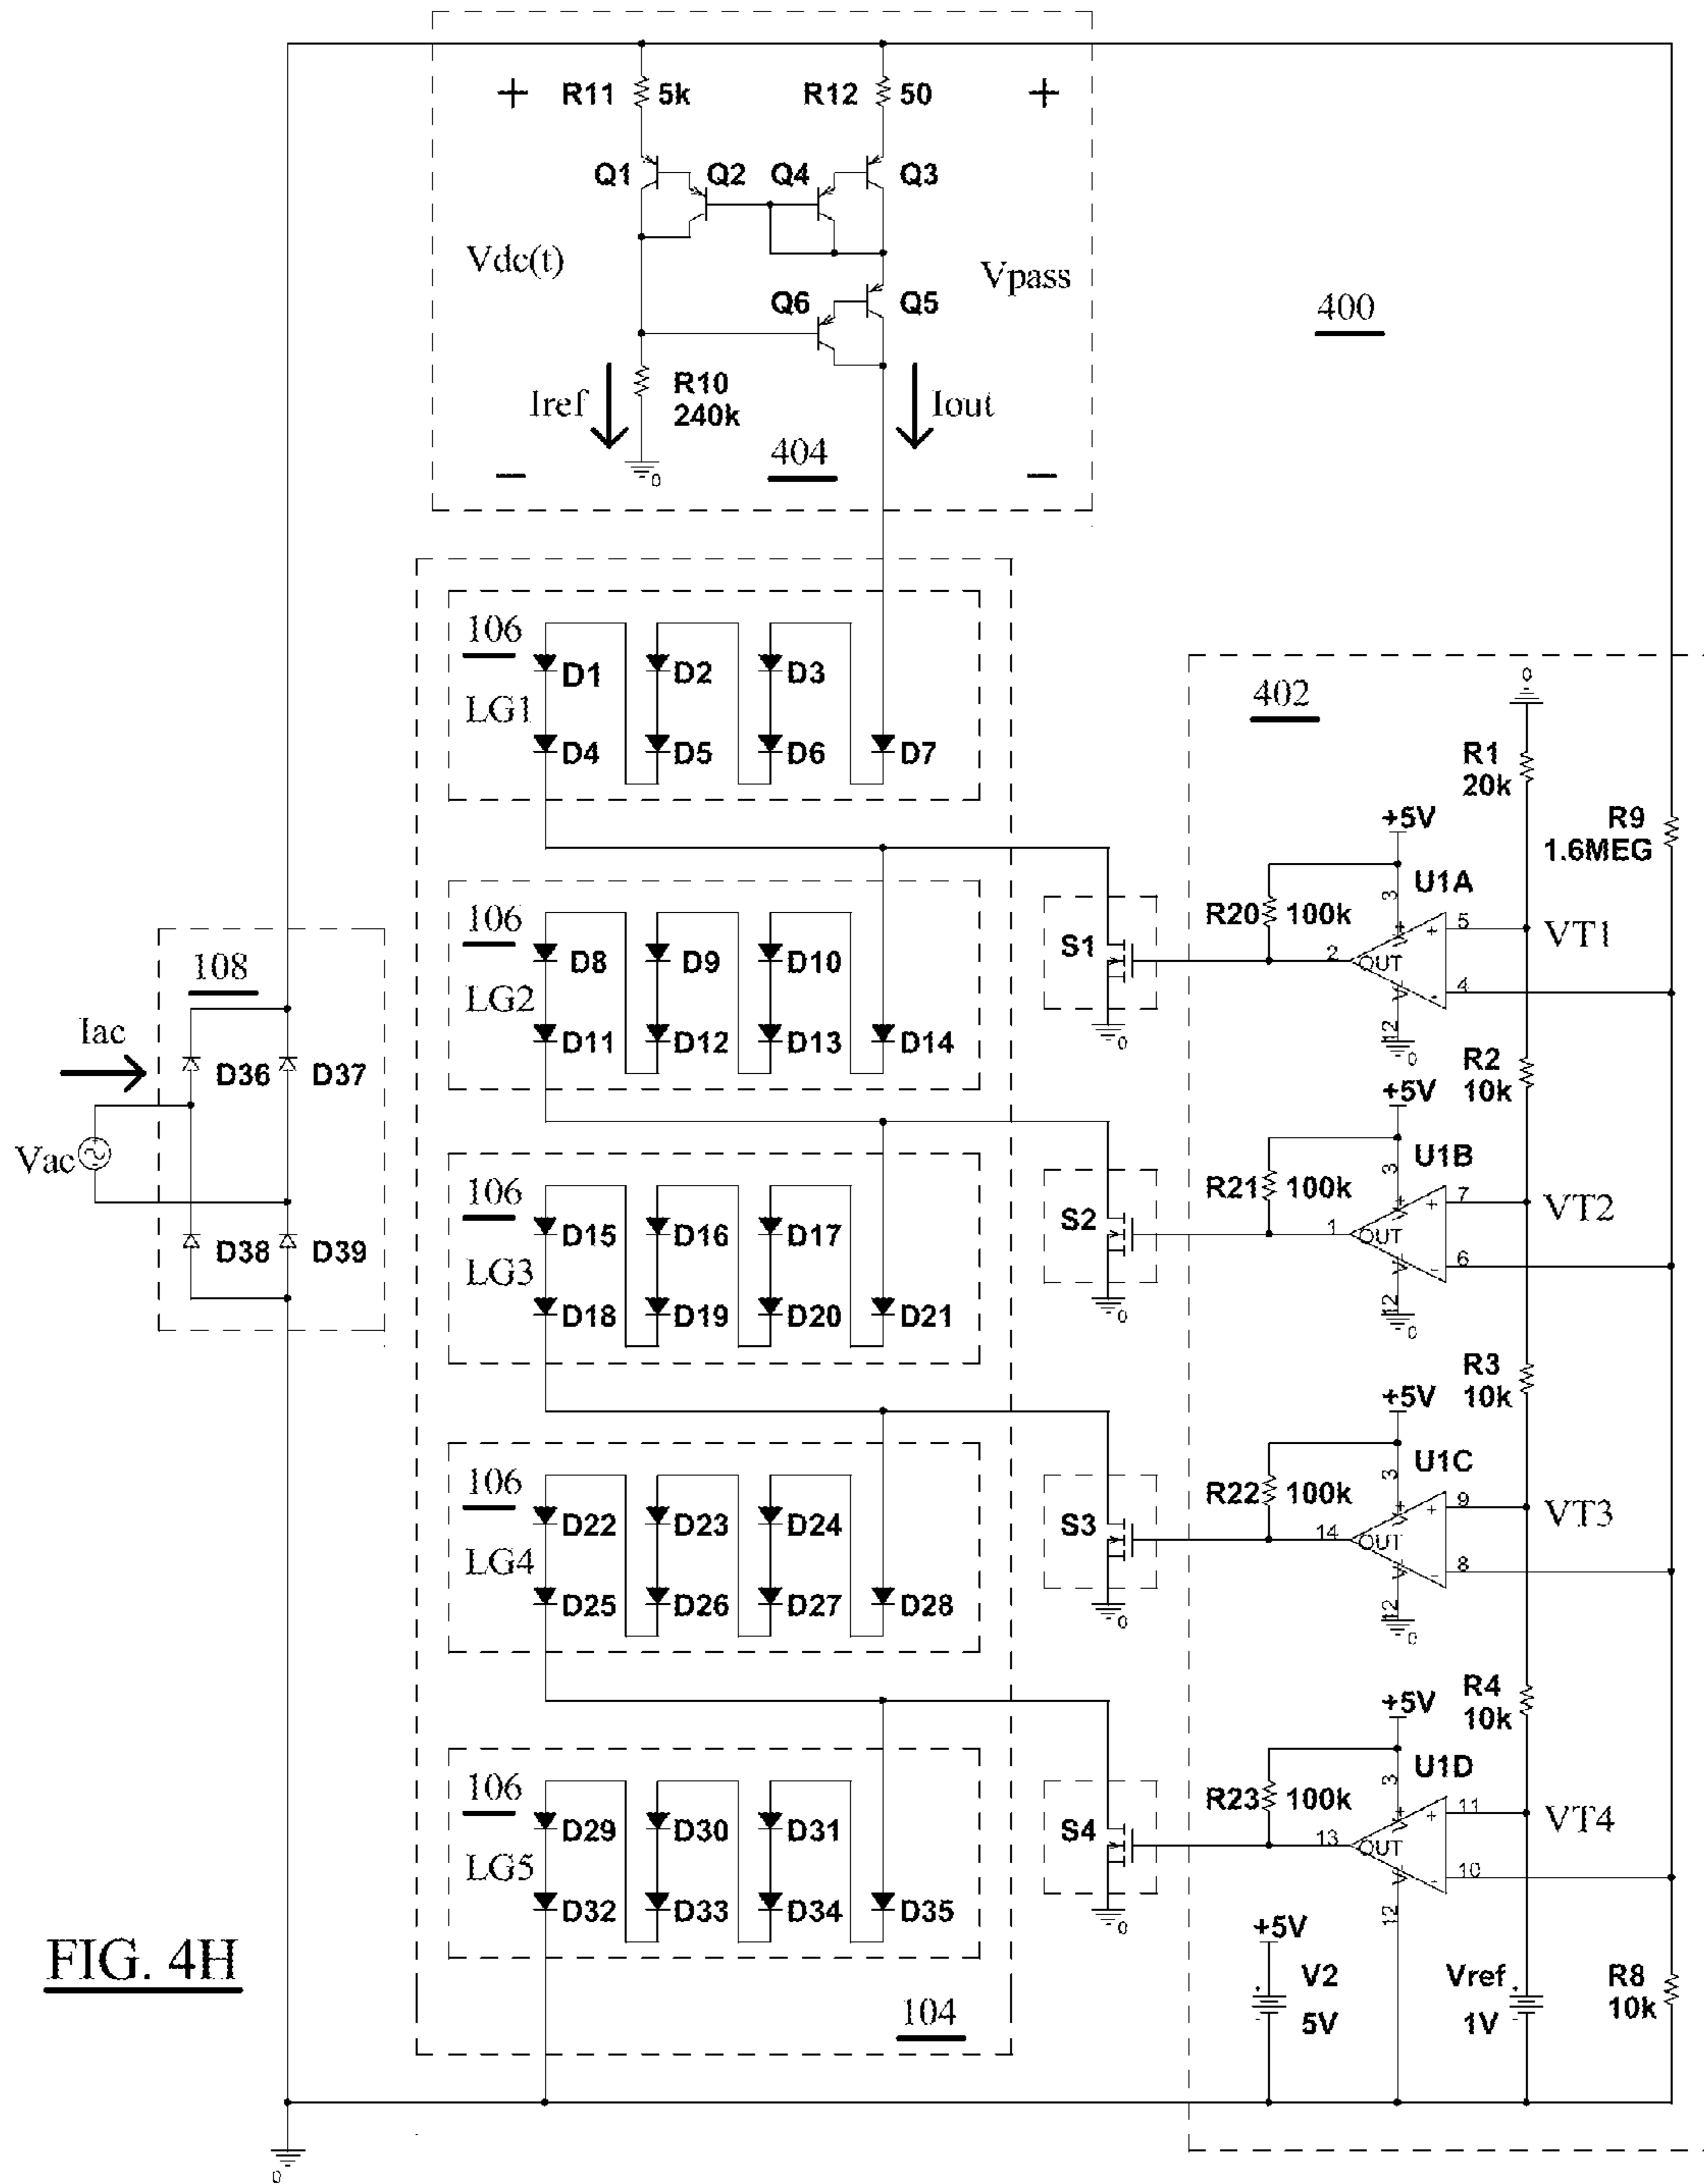 + R11 5k R12 50 +
Q1 Q2 Q4 Q3
Vdc(t) Vpass
Q6 Q5
400
Iref R10
240k
Iout
404
− 0 −
106
D1 D2 D3
LG1
D4 D5 D6 D7
402
0
R1
20k
+5V
R9
1.6MEG
3 U1A
106
R20 100k
+ 5 VT1
S1
D8 D9 D10
2 OUT
LG2
V - 4
D11 D12 D13 D14
0
12
0
108
Iac
D36 D37
R2
10k
+5V
Vac
3 U1B
106
R21 100k
+ 7 VT2
S2
D15 D16 D17
1 OUT
D38 D39
LG3
V - 6
D18 D19 D20 D21
0
12
0
R3
10k
+5V
3 U1C
106
R22 100k
+ 9 VT3
S3
D22 D23 D24
14 OUT
LG4
V - 8
D25 D26 D27 D28
0
12
0
R4
10k
+5V
3 U1D
106
R23 100k
+ 11 VT4
S4
D29 D30 D31
13 OUT
LG5
V - 10
D32 D33 D34 D35
0
12
+5V
FIG. 4H
V2
5V
Vref
1V
R8
10k
104
0